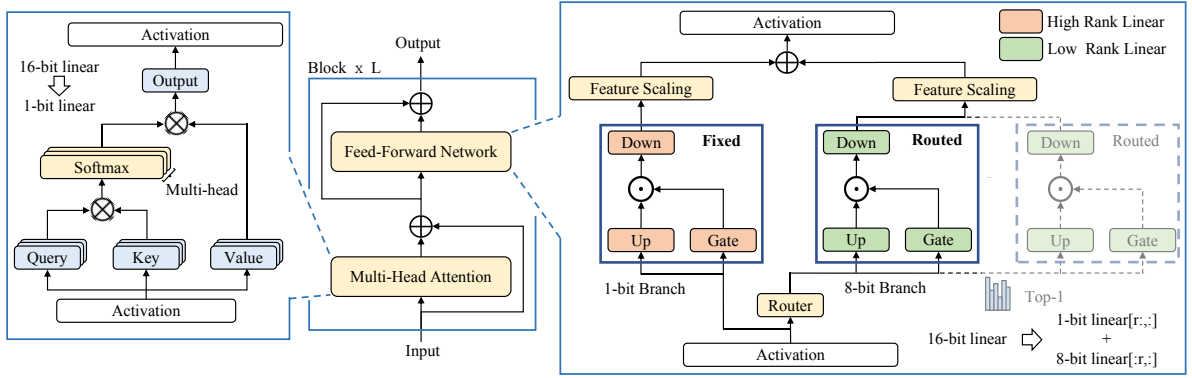 Activation
16-bit linear
1-bit linear
Output
Softmax
Multi-head
Query
Key
Value
Activation
Output
Block x L
Feed-Forward Network
Multi-Head Attention
Input
Activation
High Rank Linear
Low Rank Linear
Feature Scaling
Feature Scaling
Down
Fixed
Down
Routed
Down
Routed
Up
Gate
Up
Gate
Up
Gate
1-bit Branch
8-bit Branch
Router
Top-1
Activation
16-bit linear
1-bit linear[r:,:]
+
8-bit linear[:r,:]